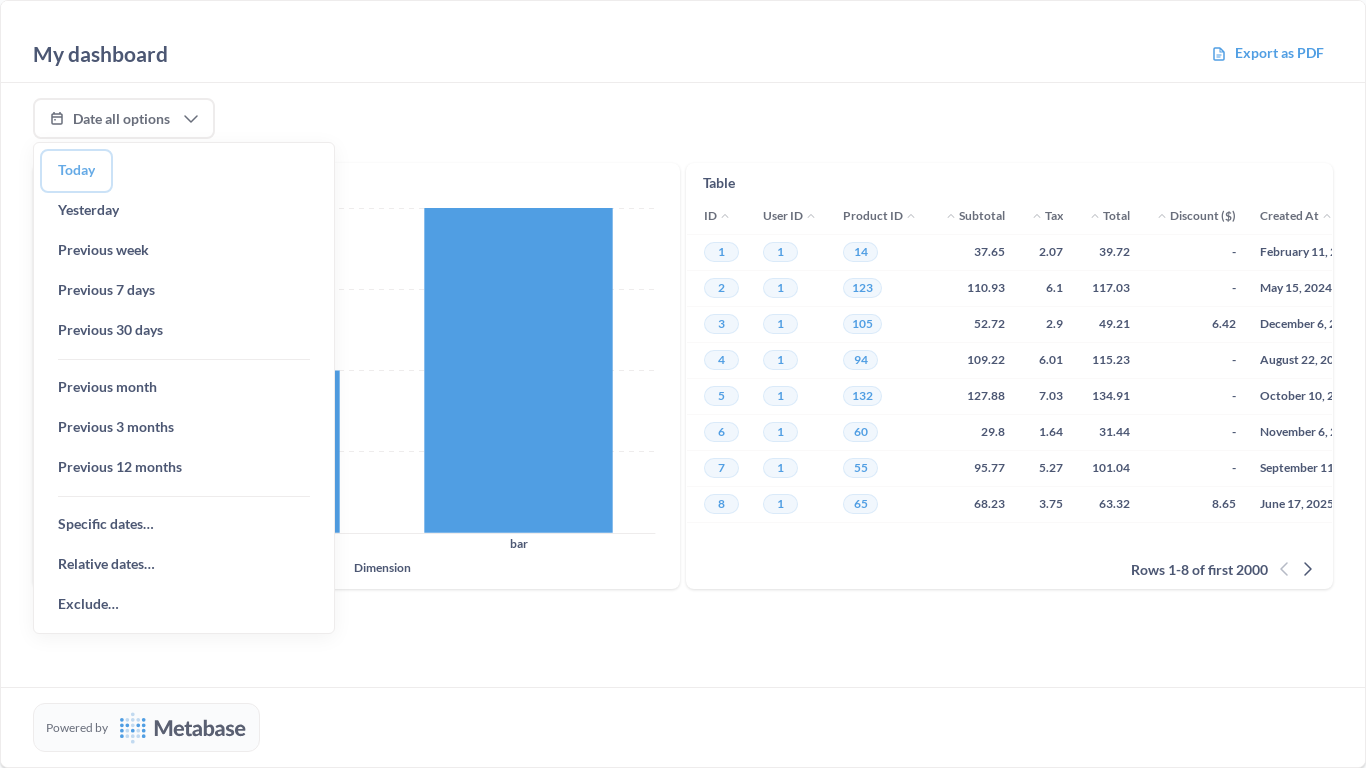 My dashboard
Export as PDF
Date all options
Today
Yesterday
Previous week
Previous 7 days
Previous 30 days
Previous month
Previous 3 months
Previous 12 months
Specific dates…
Relative dates…
Exclude…
bar
Dimension
Table
ID User ID Product ID Subtotal Tax Total Discount ($) Created At
1 1 14 37.65 2.07 39.72 - February 11,
2 1 123 110.93 6.1 117.03 - May 15, 2024
3 1 105 52.72 2.9 49.21 6.42 December 6,
4 1 94 109.22 6.01 115.23 - August 22, 20
5 1 132 127.88 7.03 134.91 - October 10, 2
6 1 60 29.8 1.64 31.44 - November 6,
7 1 55 95.77 5.27 101.04 - September 11
8 1 65 68.23 3.75 63.32 8.65 June 17, 2025
Rows 1-8 of first 2000
Powered by Metabase